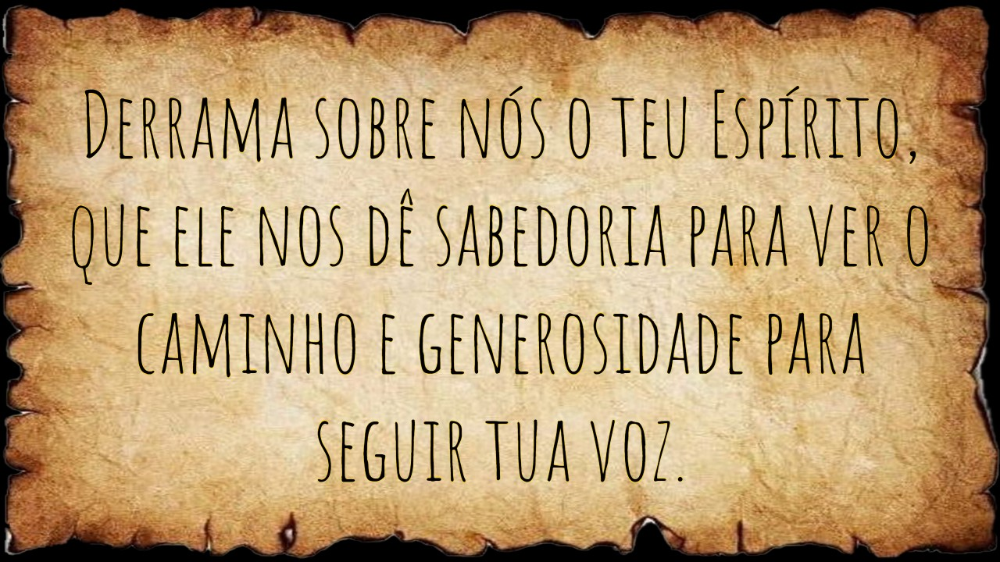 Derrama sobre nós o teu Espírito,
que ele nos dê sabedoria para ver o
caminho e generosidade para
seguir tua voz.